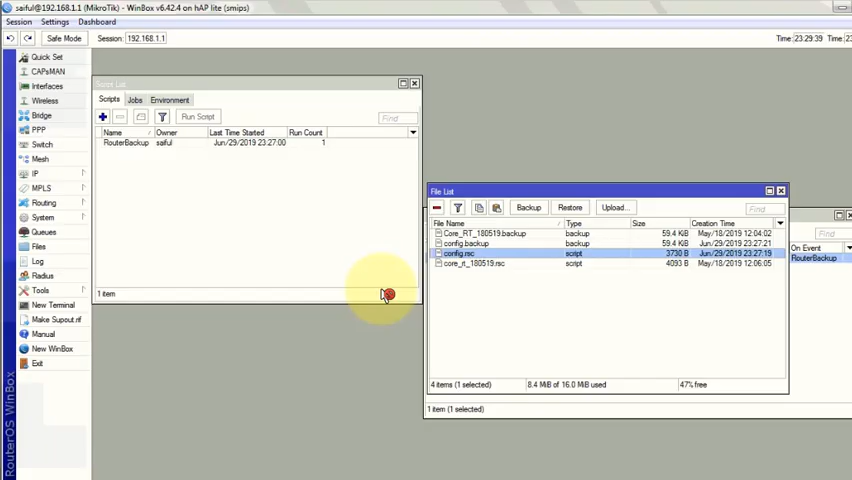 saiful@192.168.1.1 (MikroTik) - WinBox v6.42.4 on hAP lite (smips)
Session Settings Dashboard
Safe Mode Session: 192.168.1.1 Time: 23:29:39 Time:
Quick Set
CAPsMAN
Interfaces
Wireless
Bridge
PPP
Switch
Mesh
IP
MPLS
Routing
System
Queues
Files
Log
Radius
Tools
New Terminal
Make Supout.rif
Manual
New WinBox
Exit
RouterOS WinBox
Script List
Scripts Jobs Environment
Run Script Find
Name Owner Last Time Started Run Count
RouterBackup saiful Jun/29/2019 23:27:00 1
1 item
File List
Backup Restore Upload... Find
File Name Type Size Creation Time
Core_RT_180519.backup backup 59.4 KiB May/18/2019 12:04:02
config.backup backup 59.4 KiB Jun/29/2019 23:27:21
config.rsc script 3730 B Jun/29/2019 23:27:19
core_rt_180519.rsc script 4093 B May/18/2019 12:06:05
4 items (1 selected) 8.4 MiB of 16.0 MiB used 47% free
Find
On Event
RouterBackup
1 item (1 selected)